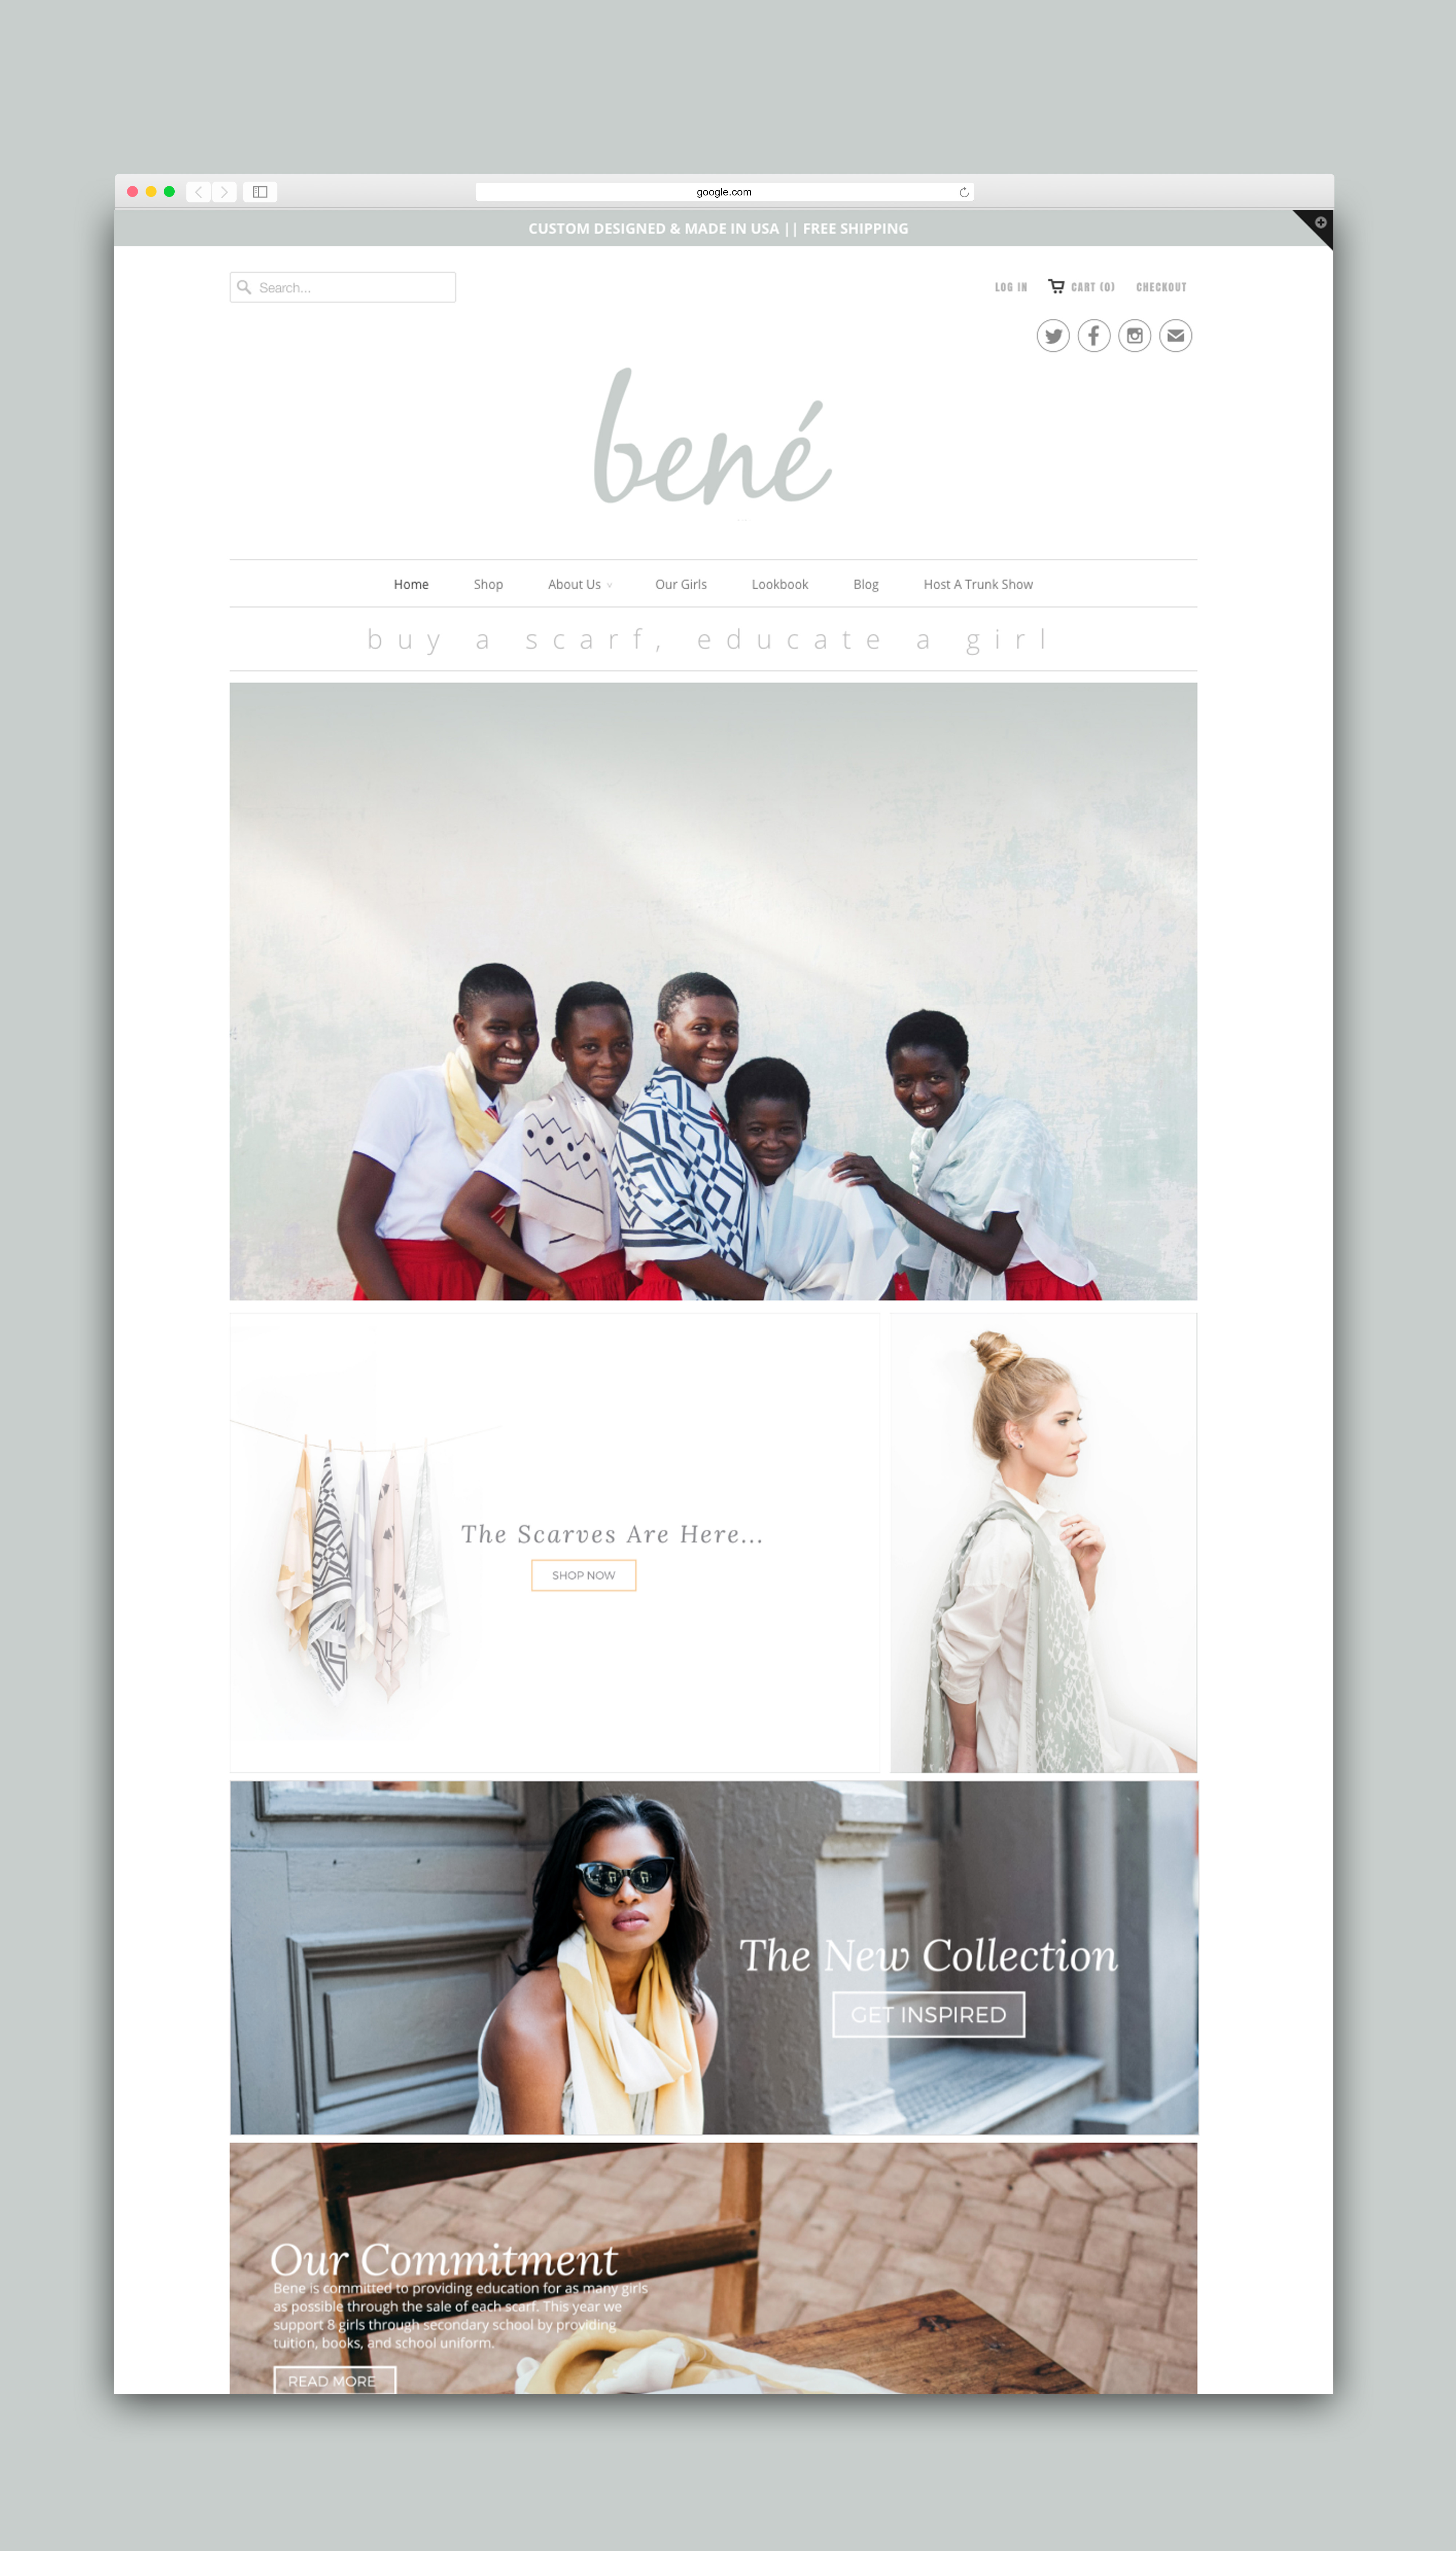 google.com
CUSTOM DESIGNED & MADE IN USA || FREE SHIPPING
Search...
LOG IN CART (0) CHECKOUT
bené
Home Shop About Us Our Girls Lookbook Blog Host A Trunk Show
buy a scarf, educate a girl
The Scarves Are Here...
SHOP NOW
The New Collection
GET INSPIRED
Our Commitment
Bene is committed to providing education for as many girls
as possible through the sale of each scarf. This year we
support 8 girls through secondary school by providing
tuition, books, and school uniform.
READ MORE